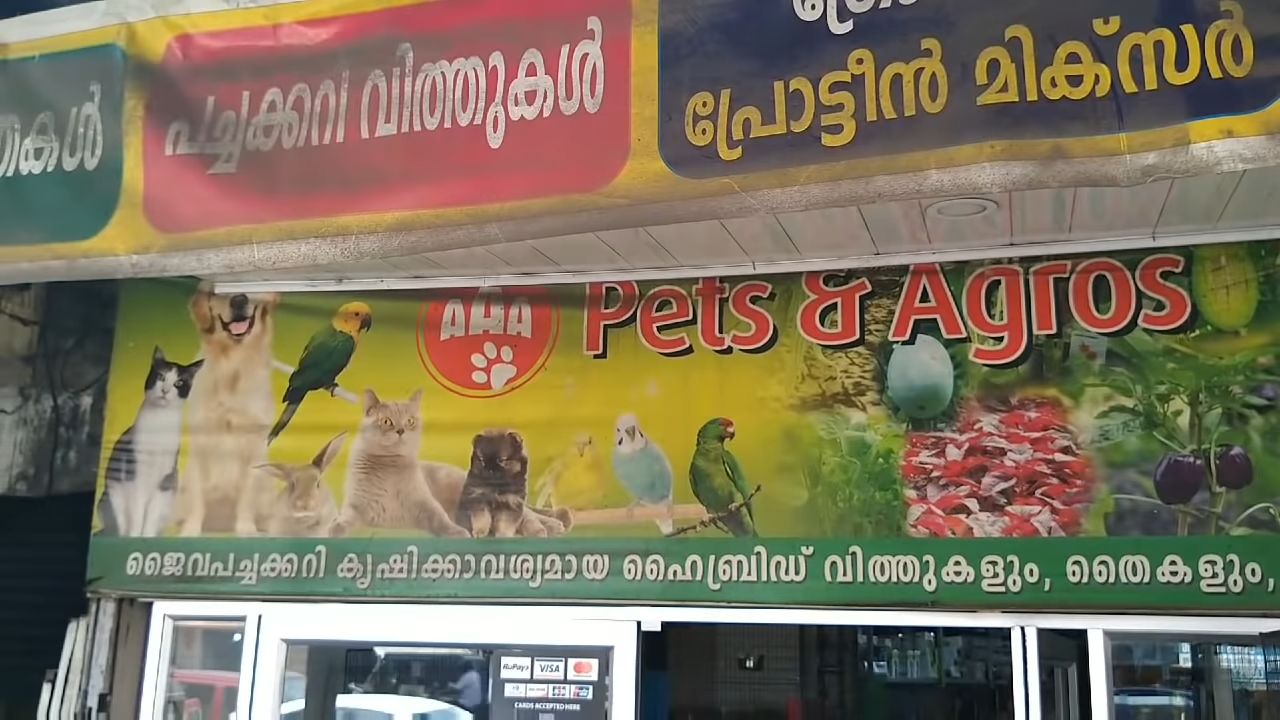 പച്ചക്കറി വിത്തുകൾ
പ്രോട്ടീൻ മിക്സർ
AAA
Pets & Agros
ജൈവപച്ചക്കറി കൃഷിക്കാവശ്യമായ ഹൈബ്രിഡ് വിത്തുകളും, തൈകളും,
RuPay VISA MasterCard
CARDS ACCEPTED HERE